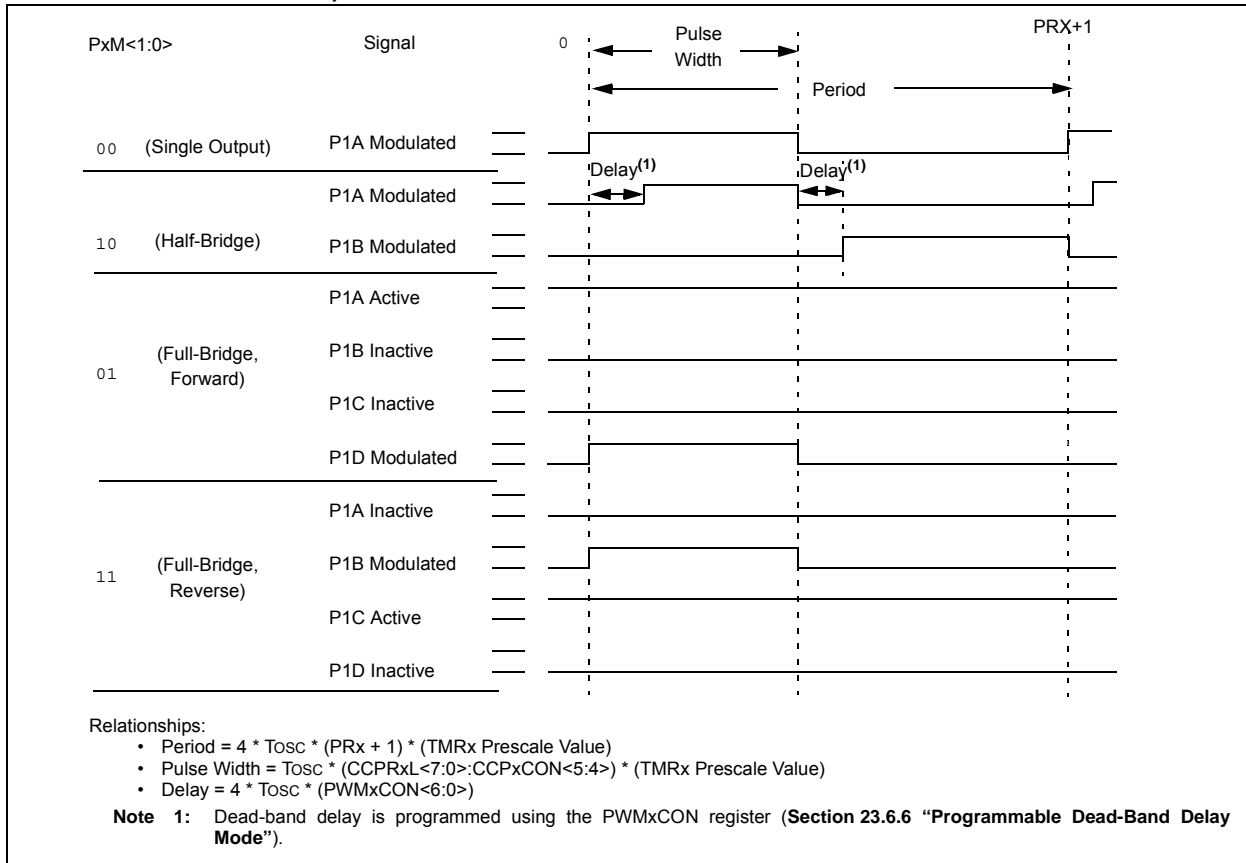 PxM<1:0>
Signal
0
Pulse
Width
PRX+1
Period
00 (Single Output) P1A Modulated
Delay(1) Delay(1)
P1A Modulated
10 (Half-Bridge) P1B Modulated
P1A Active
(Full-Bridge, P1B Inactive
01 Forward)
P1C Inactive
P1D Modulated
P1A Inactive
11 (Full-Bridge, P1B Modulated
Reverse)
P1C Active
P1D Inactive
Relationships:
• Period = 4 * TOSC * (PRx + 1) * (TMRx Prescale Value)
• Pulse Width = TOSC * (CCPRxL<7:0>:CCPxCON<5:4>) * (TMRx Prescale Value)
• Delay = 4 * TOSC * (PWMxCON<6:0>)
Note 1: Dead-band delay is programmed using the PWMxCON register (Section 23.6.6 “Programmable Dead-Band Delay
Mode”).